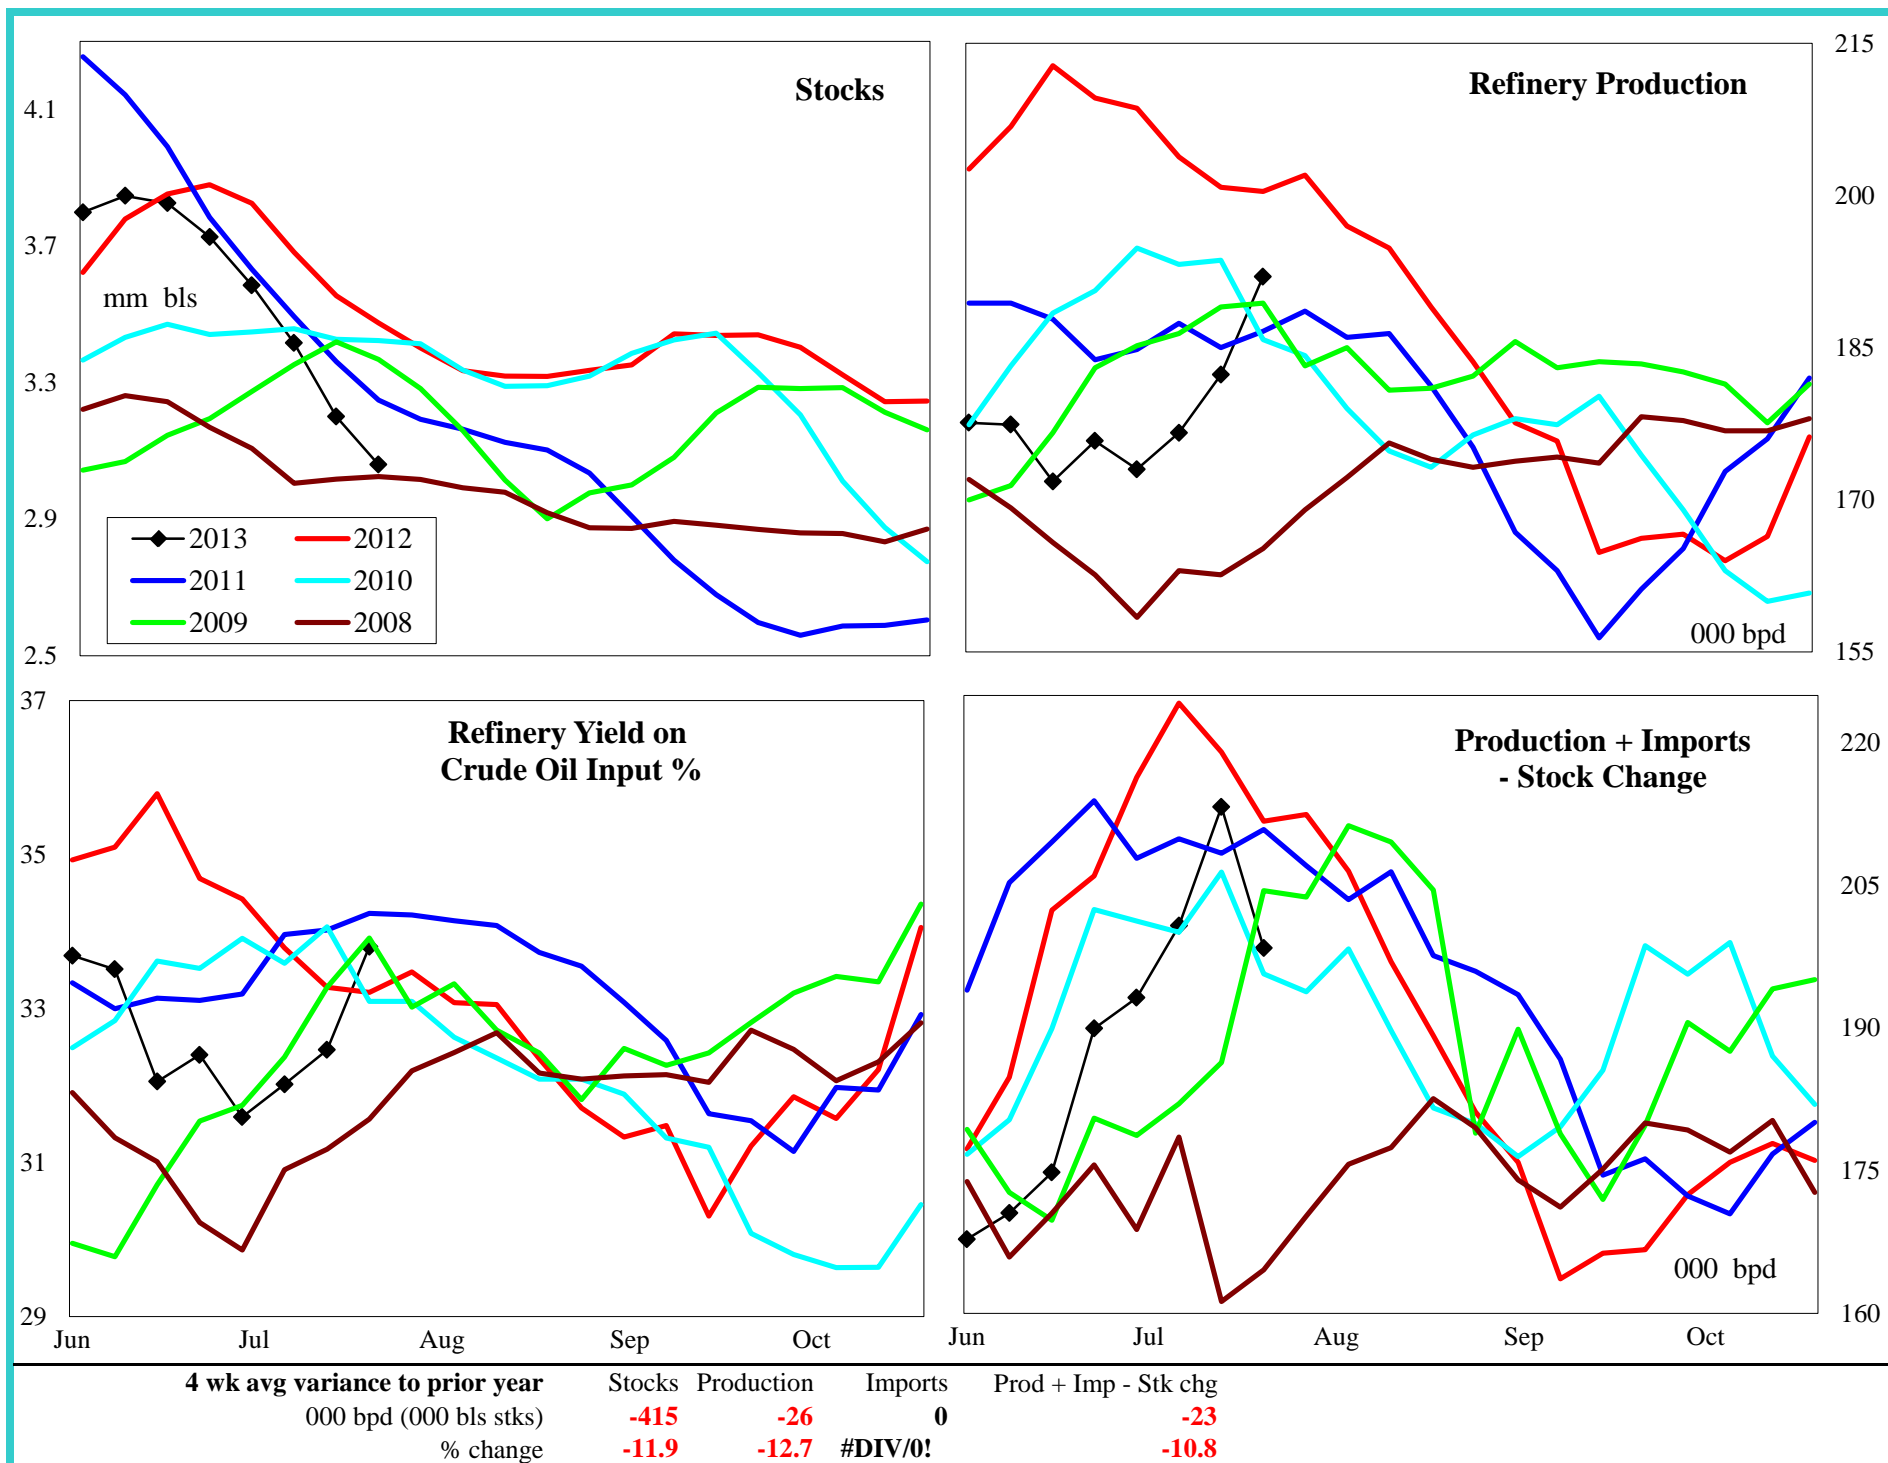 Stocks
4.1
3.7
3.3
2.9
2.5
mm bls
2013 2012
2011 2010
2009 2008
Refinery Production
215
200
185
170
155
000 bpd
Refinery Yield on
Crude Oil Input %
37
35
33
31
29
Jun Jul Aug Sep Oct
Production + Imports
- Stock Change
220
205
190
175
160
000 bpd
Jun Jul Aug Sep Oct
4 wk avg variance to prior year Stocks Production Imports Prod + Imp - Stk chg
000 bpd (000 bls stks) -415 -26 0 -23
% change -11.9 -12.7 #DIV/0! -10.8